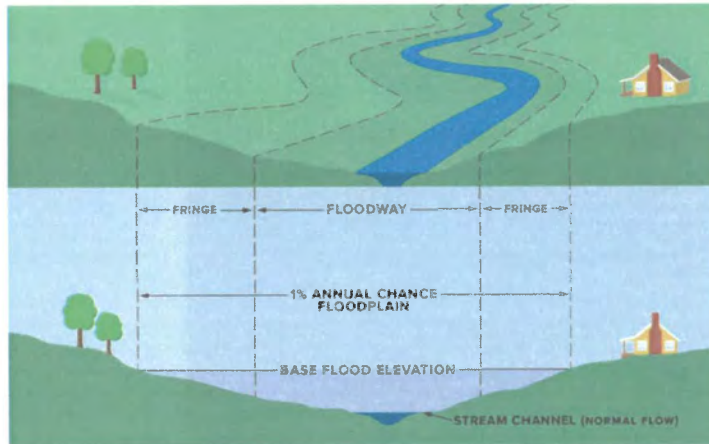 FRINGE
FLOODWAY
FRINGE
1% ANNUAL CHANCE
FLOODPLAIN
BASE FLOOD ELEVATION
STREAM CHANNEL (NORMAL FLOW)